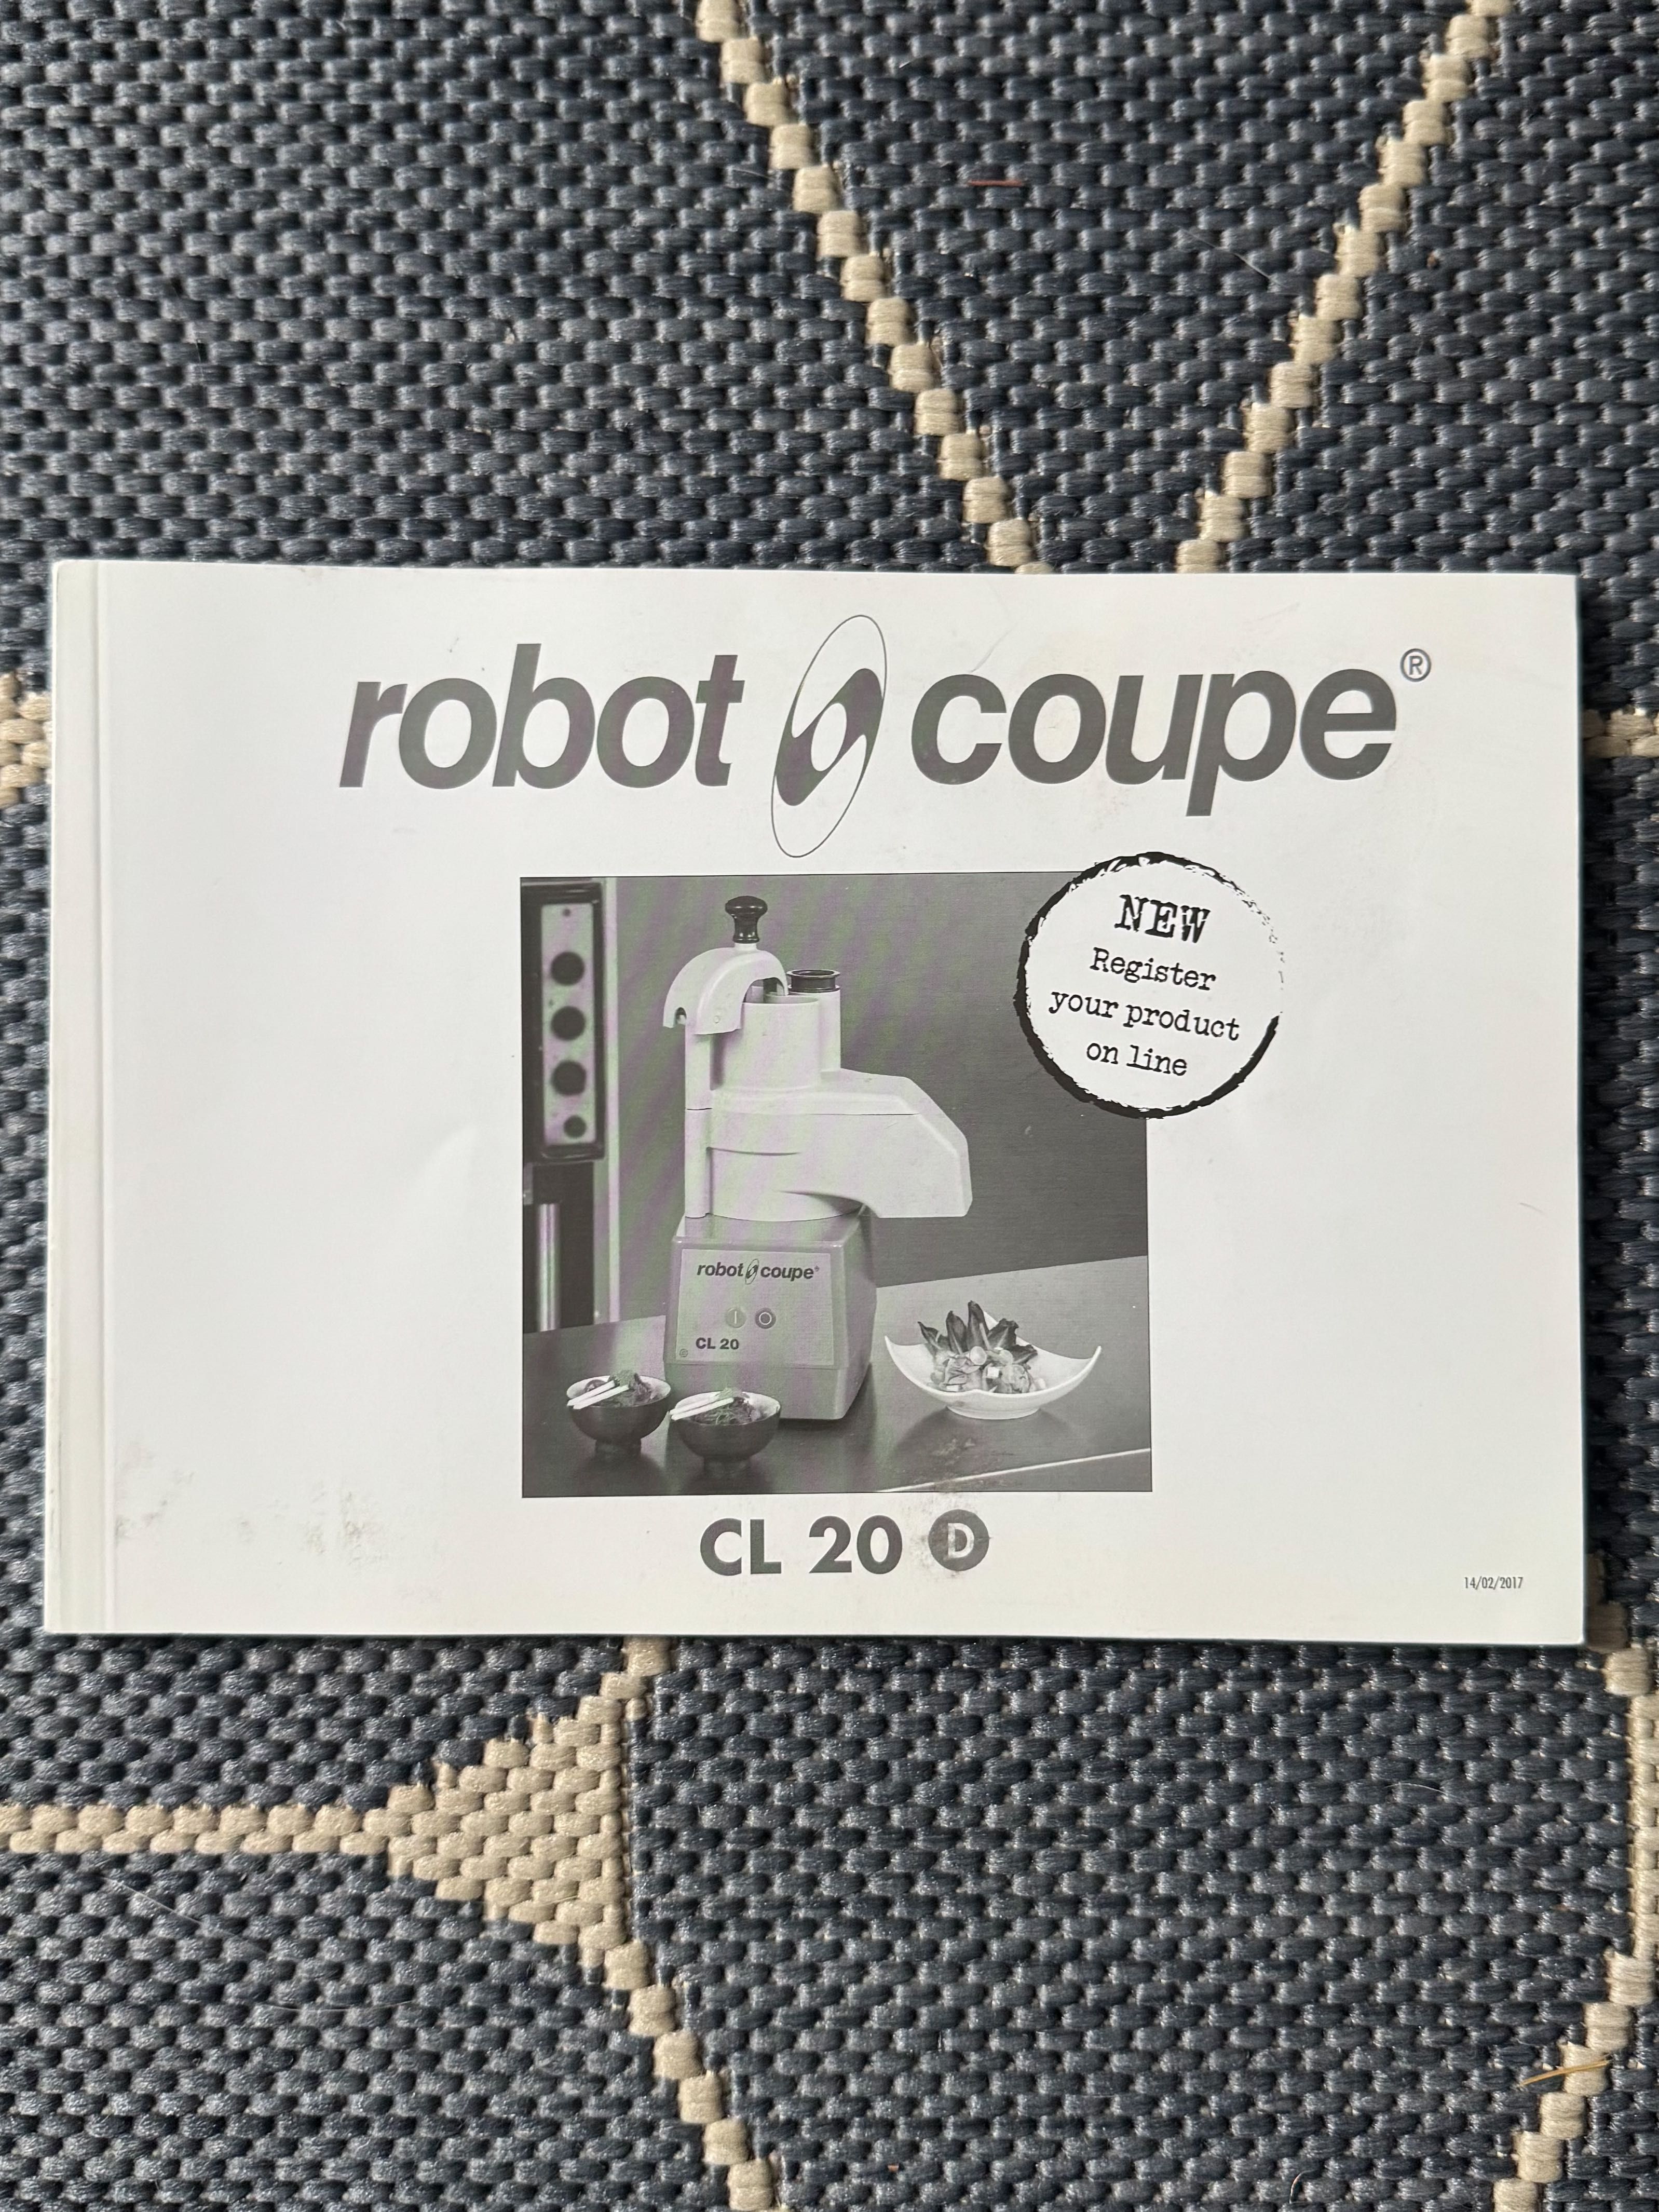 robot coupe®
NEW
Register
your product
on line
robot coupe®
CL 20
CL 20 D
14/02/2017